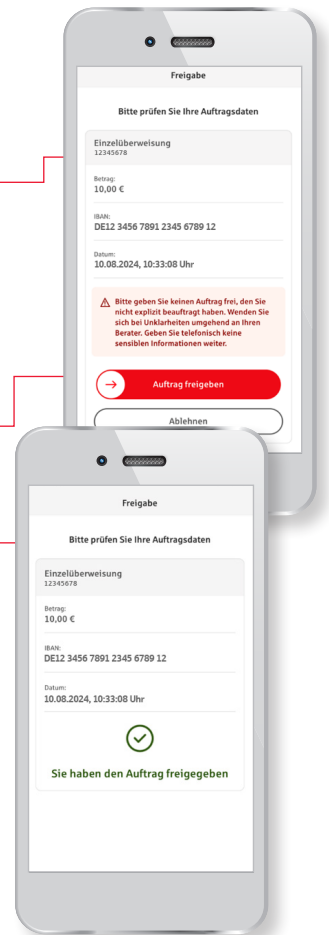 Freigabe
Bitte prüfen Sie Ihre Auftragsdaten
Einzelüberweisung
12345678
Betrag:
10,00 €
IBAN:
DE12 3456 7891 2345 6789 12
Datum:
10.08.2024, 10:33:08 Uhr
Bitte geben Sie keinen Auftrag frei, den Sie
nicht explizit beauftragt haben. Wenden Sie
sich bei Unklarheiten umgehend an Ihren
Berater. Geben Sie telefonisch keine
sensiblen Informationen weiter.
Auftrag freigeben
Ablehnen
Freigabe
Bitte prüfen Sie Ihre Auftragsdaten
Einzelüberweisung
12345678
Betrag:
10,00 €
IBAN:
DE12 3456 7891 2345 6789 12
Datum:
10.08.2024, 10:33:08 Uhr
Sie haben den Auftrag freigegeben